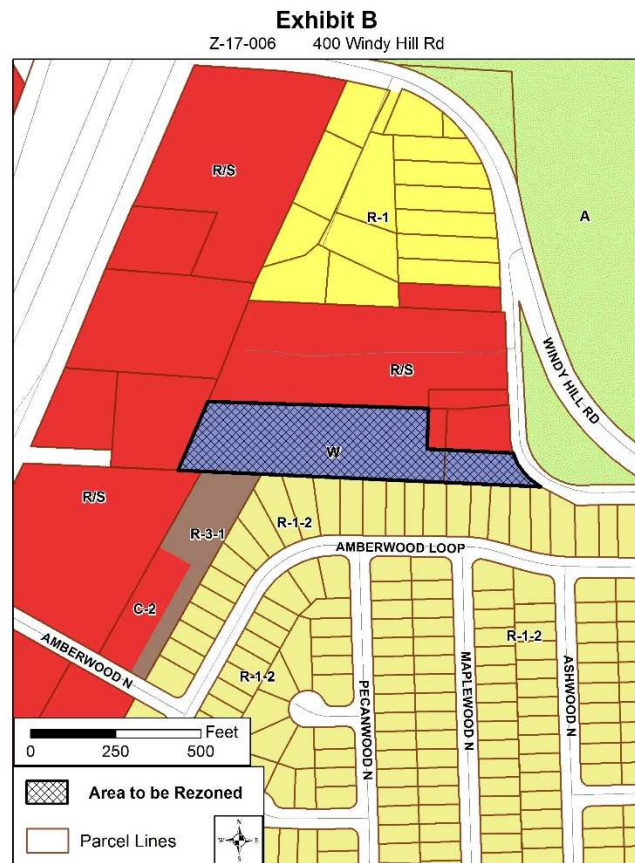 Exhibit B
Z-17-006 400 Windy Hill Rd
R/S
R-1
A
WINDY HILL RD
R/S
W
R/S
R-3-1
R-1-2
AMBERWOOD LOOP
C-2
R-1-2
AMBERWOOD N
R-1-2
PECANWOOD N
MAPLEWOOD N
ASHWOOD N
Feet
0 250 500
Area to be Rezoned
Parcel Lines
N
W E
S